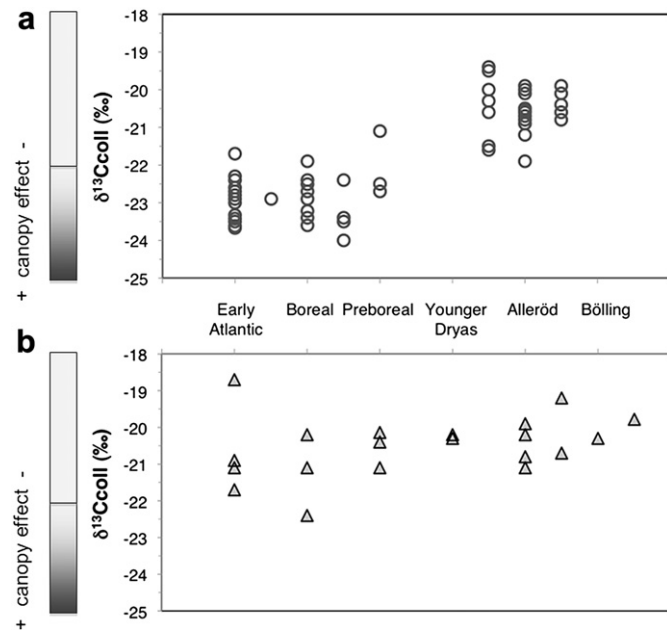 a
-18
-19
-20
-21
-22
-23
-24
-25
δ¹³Ccoll (‰)
+ canopy effect -
Early
Atlantic
Boreal
Preboreal
Younger
Dryas
Alleröd
Bölling
b
-18
-19
-20
-21
-22
-23
-24
-25
δ¹³Ccoll (‰)
+ canopy effect -